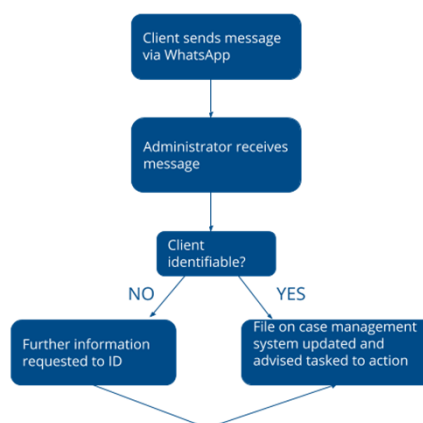 Client sends message
via WhatsApp
Administrator receives
message
Client
identifiable?
NO
YES
Further information
requested to ID
File on case management
system updated and
advised tasked to action